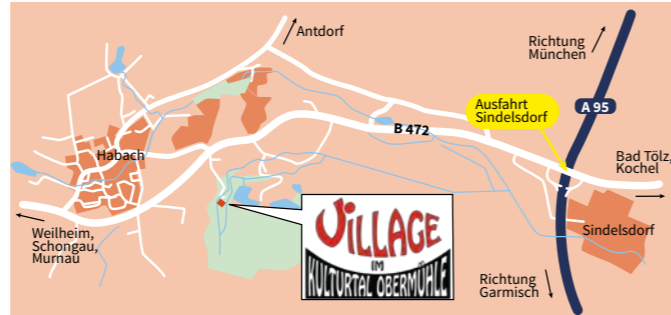 Antdorf
Richtung
München
Ausfahrt
Sindelsdorf
A 95
B 472
Habach
Bad Tölz,
Kochel
Weilheim,
Schongau,
Murnau
VILLAGE
IM
KULTURTAL OBERMÜHLE
Sindelsdorf
Richtung
Garmisch